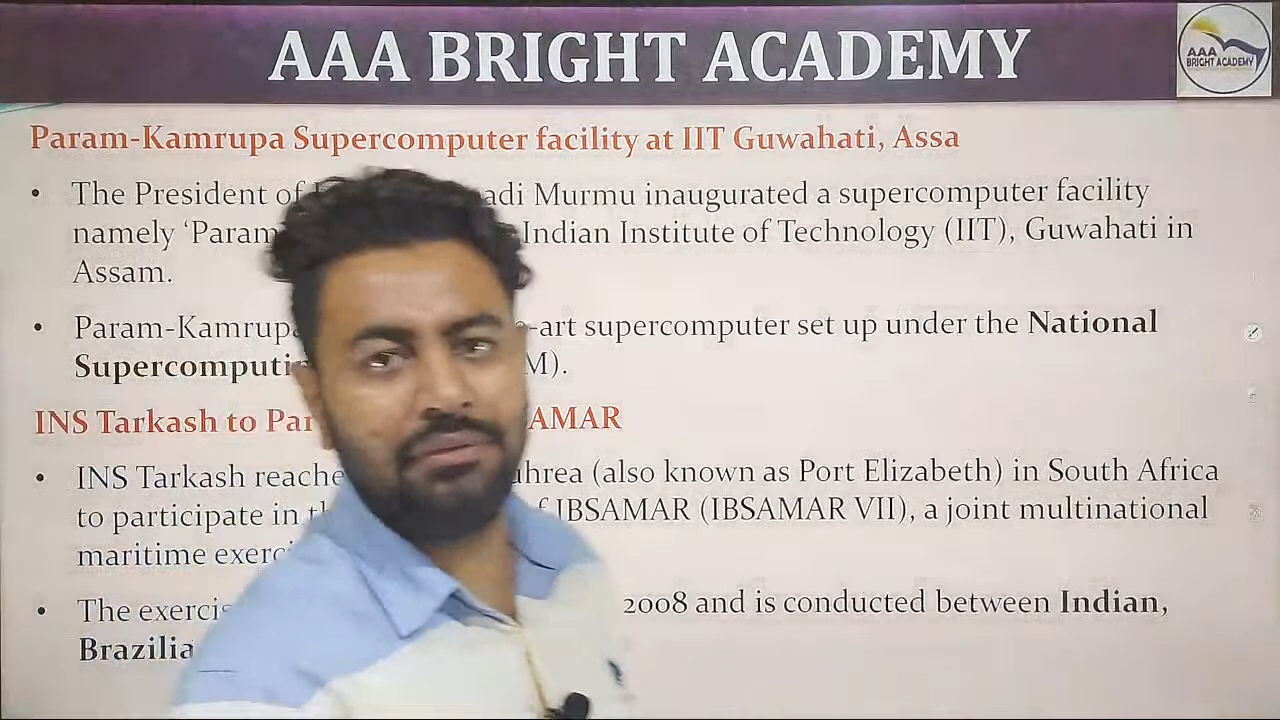 AAA BRIGHT ACADEMY
AAA
BRIGHT ACADEMY
Param-Kamrupa Supercomputer facility at IIT Guwahati, Assa
• The President of adi Murmu inaugurated a supercomputer facility
namely ‘Param Indian Institute of Technology (IIT), Guwahati in
Assam.
• Param-Kamrupa -art supercomputer set up under the National
Supercomputi M).
INS Tarkash to Par AMAR
• INS Tarkash reache uhrea (also known as Port Elizabeth) in South Africa
to participate in th f IBSAMAR (IBSAMAR VII), a joint multinational
maritime exerc
• The exercis 2008 and is conducted between Indian,
Brazilia